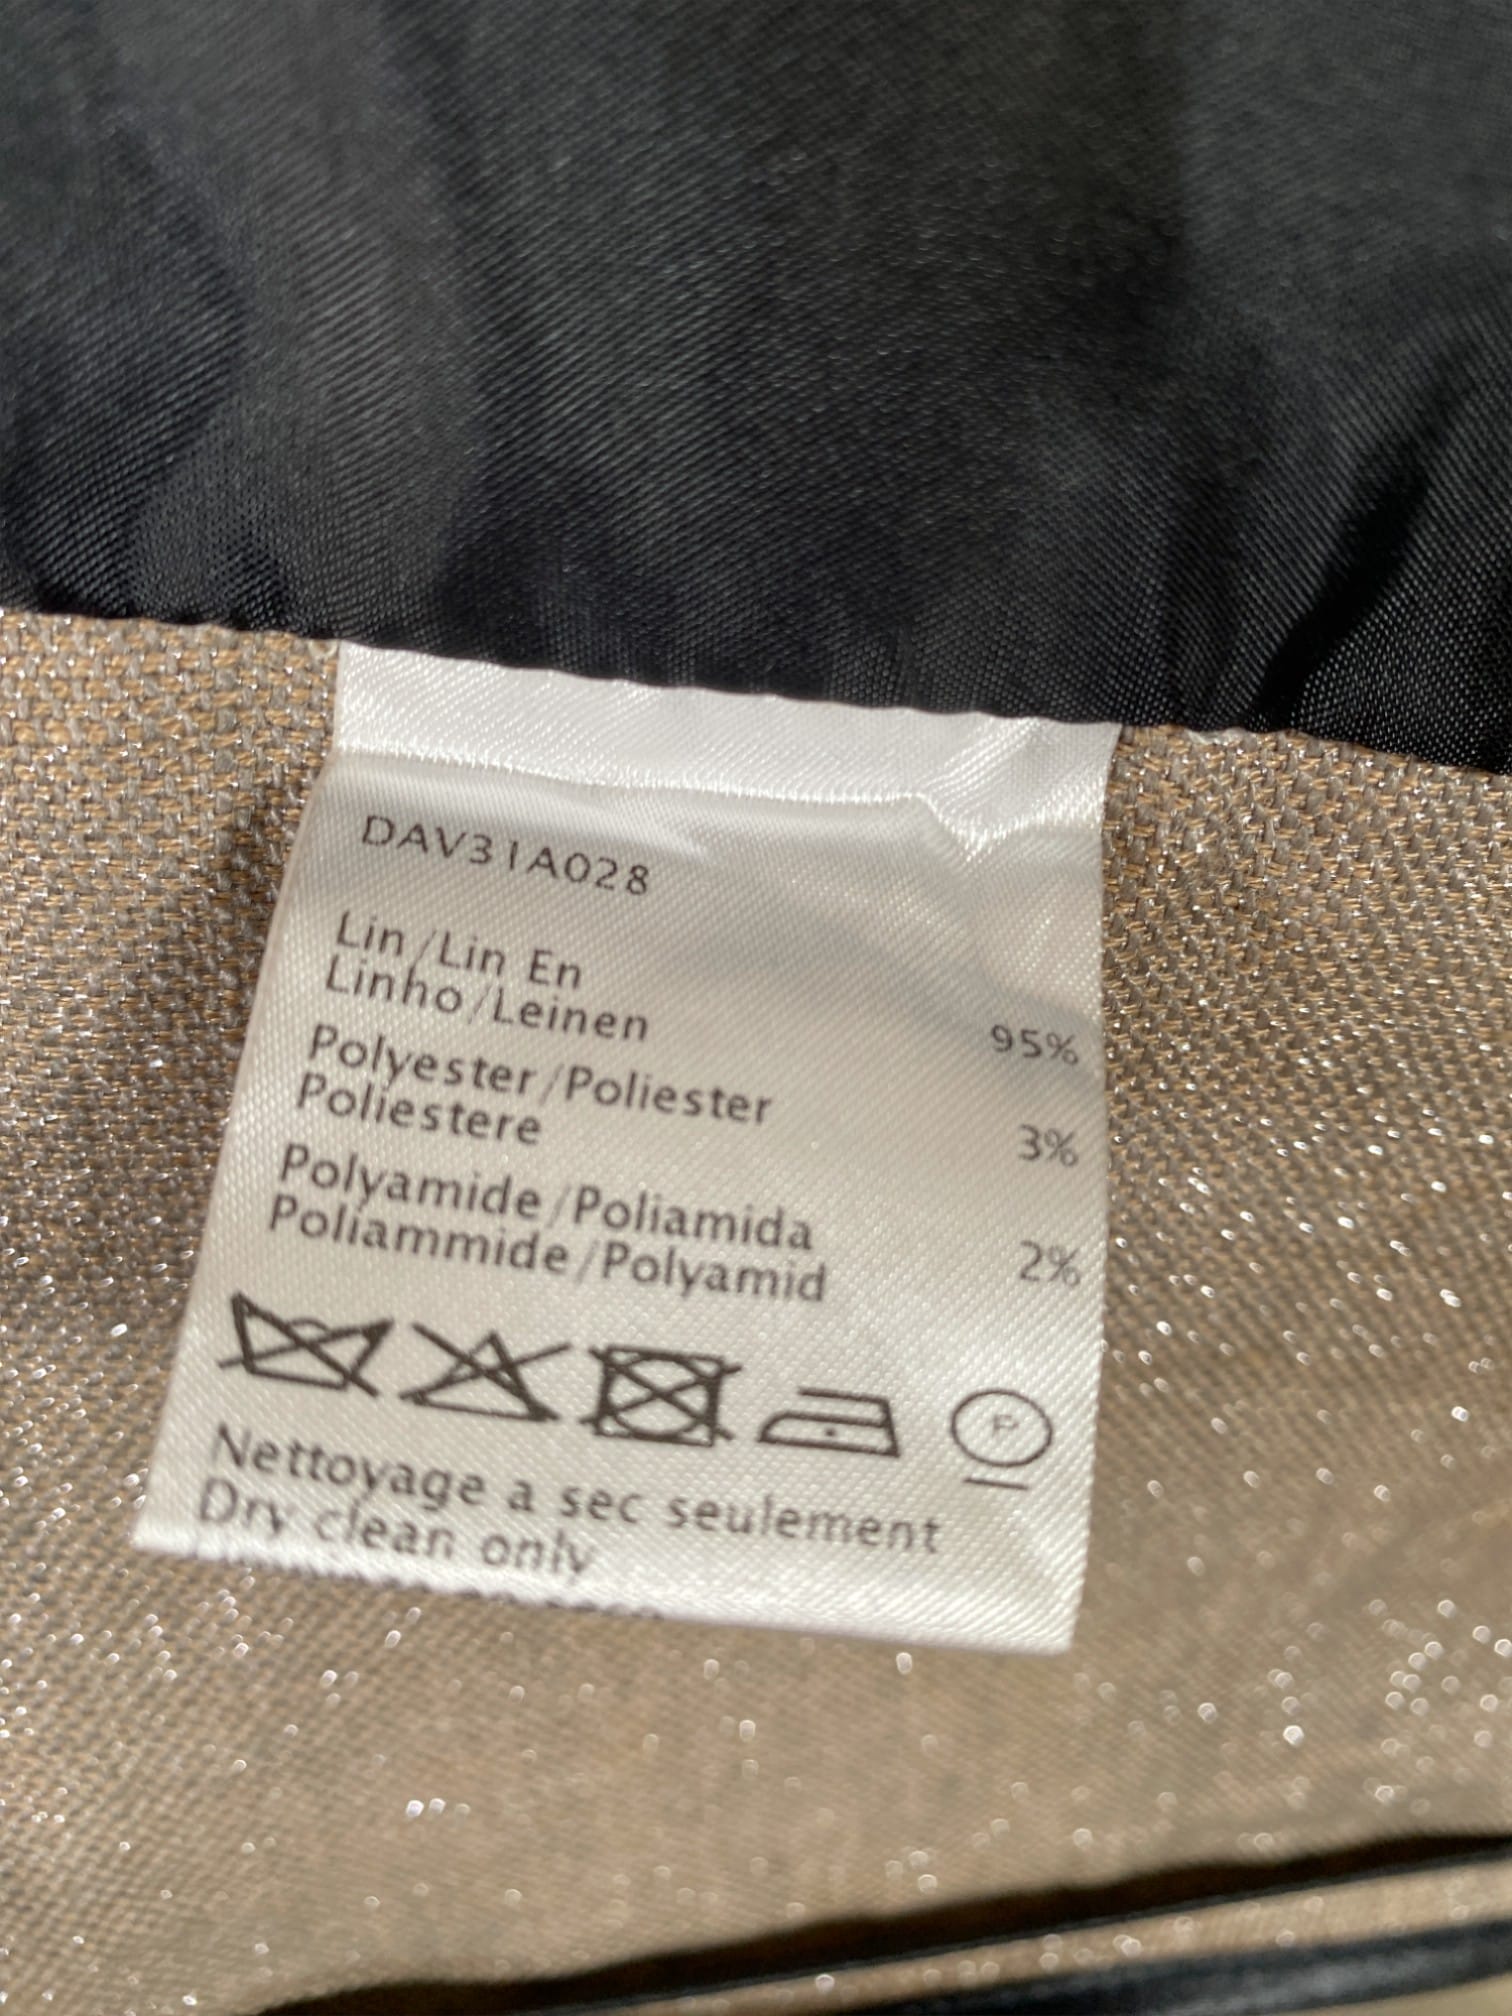 DAV31A028
Lin/Lin En
Linho/Leinen 95%
Polyester/Poliester
Poliestere 3%
Polyamide/Poliamida
Poliammide/Polyamid 2%
P
Nettoyage a sec seulement
Dry clean only